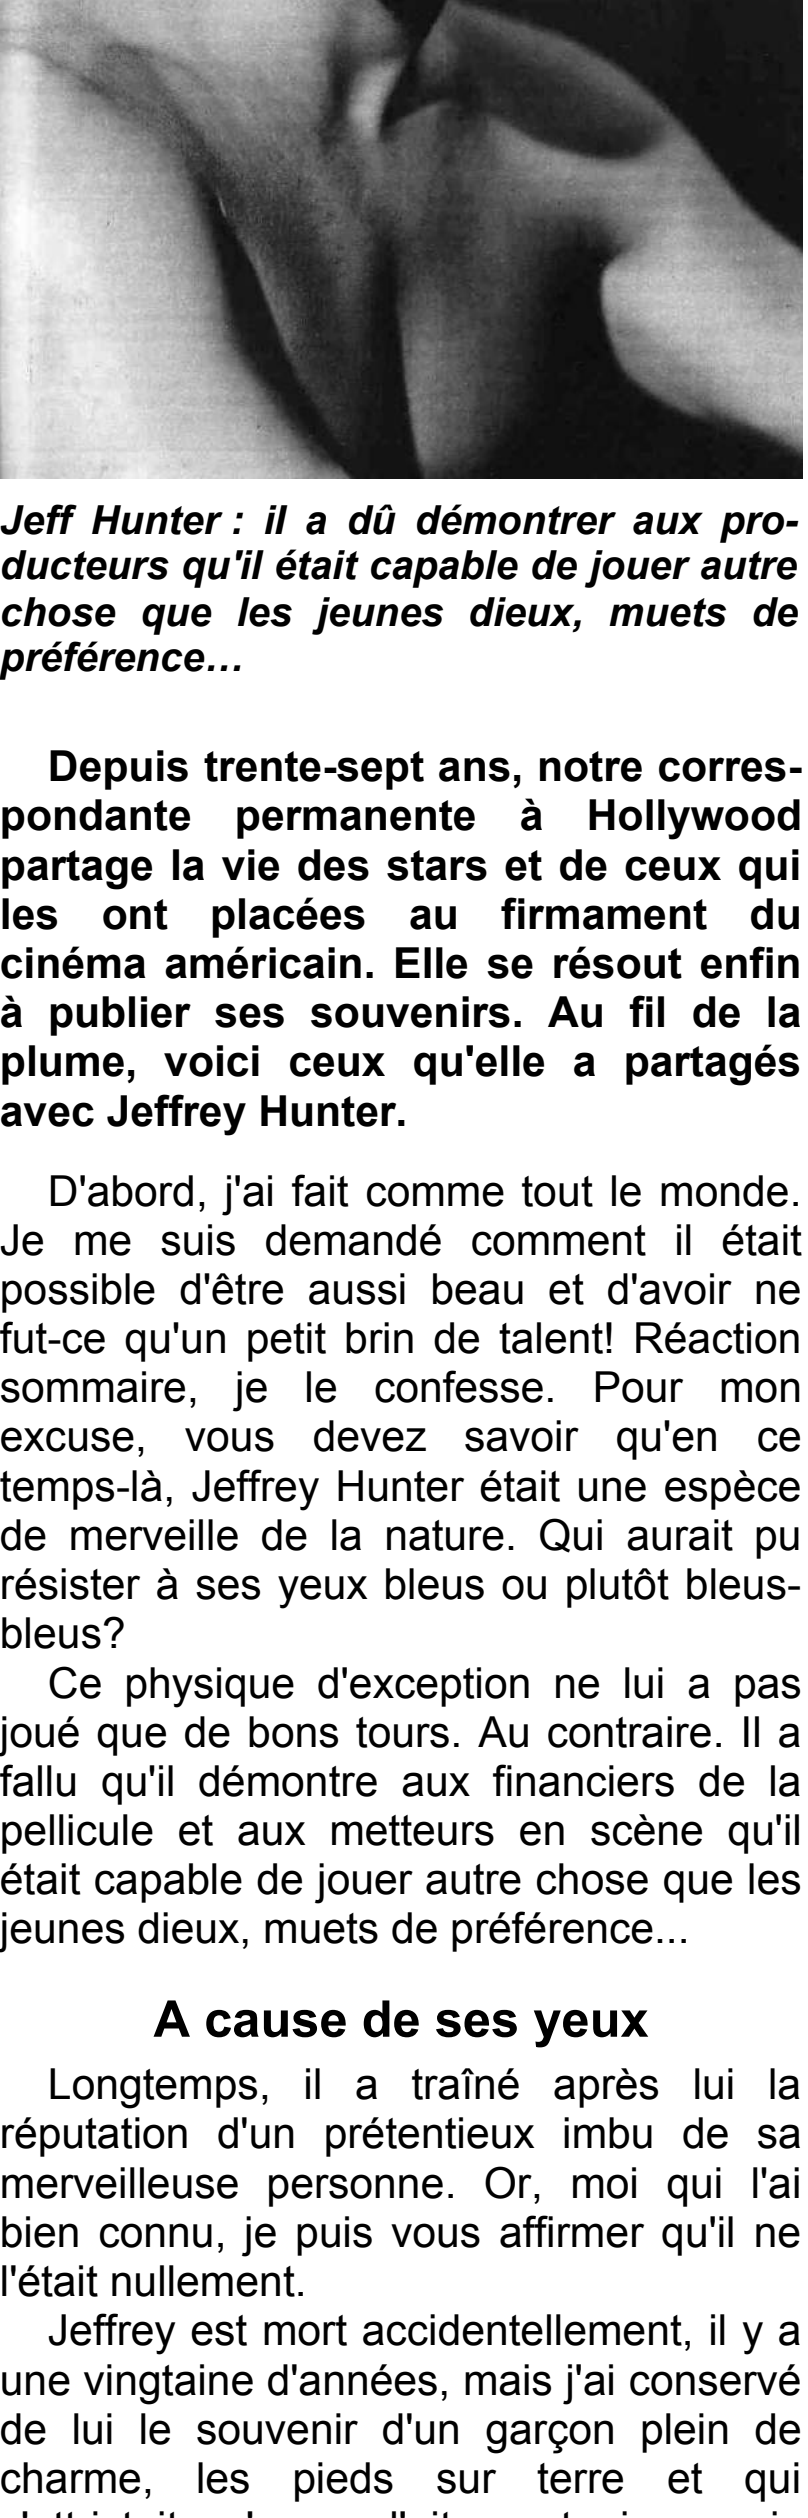 Jeff Hunter : il a dû démontrer aux pro-
ducteurs qu'il était capable de jouer autre
chose que les jeunes dieux, muets de
préférence…
Depuis trente-sept ans, notre corres-
pondante permanente à Hollywood
partage la vie des stars et de ceux qui
les ont placées au firmament du
cinéma américain. Elle se résout enfin
à publier ses souvenirs. Au fil de la
plume, voici ceux qu'elle a partagés
avec Jeffrey Hunter.
D'abord, j'ai fait comme tout le monde.
Je me suis demandé comment il était
possible d'être aussi beau et d'avoir ne
fut-ce qu'un petit brin de talent! Réaction
sommaire, je le confesse. Pour mon
excuse, vous devez savoir qu'en ce
temps-là, Jeffrey Hunter était une espèce
de merveille de la nature. Qui aurait pu
résister à ses yeux bleus ou plutôt bleus-
bleus?
Ce physique d'exception ne lui a pas
joué que de bons tours. Au contraire. Il a
fallu qu'il démontre aux financiers de la
pellicule et aux metteurs en scène qu'il
était capable de jouer autre chose que les
jeunes dieux, muets de préférence...
A cause de ses yeux
Longtemps, il a traîné après lui la
réputation d'un prétentieux imbu de sa
merveilleuse personne. Or, moi qui l'ai
bien connu, je puis vous affirmer qu'il ne
l'était nullement.
Jeffrey est mort accidentellement, il y a
une vingtaine d'années, mais j'ai conservé
de lui le souvenir d'un garçon plein de
charme, les pieds sur terre et qui